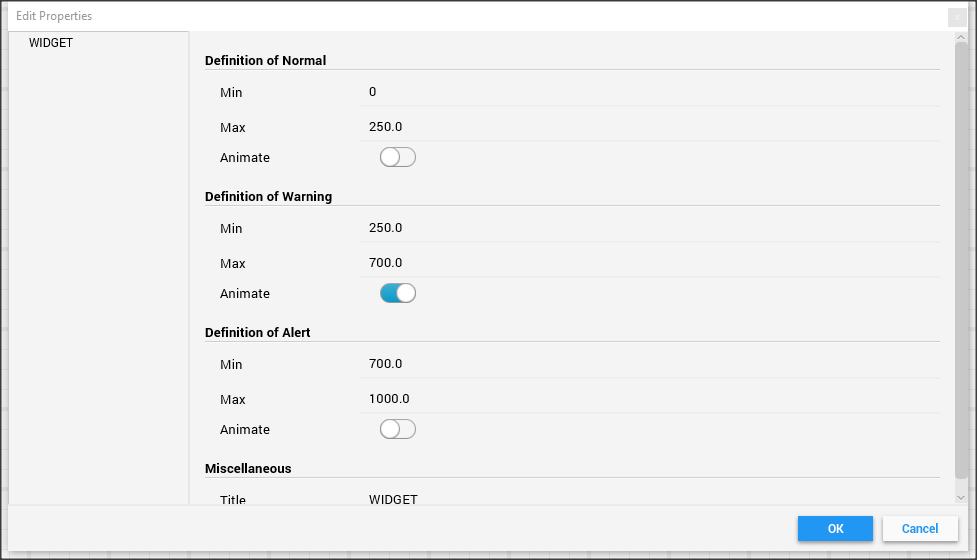 Edit Properties
x
WIDGET
Definition of Normal
Min 0
Max 250.0
Animate
Definition of Warning
Min 250.0
Max 700.0
Animate
Definition of Alert
Min 700.0
Max 1000.0
Animate
Miscellaneous
Title WIDGET
OK Cancel